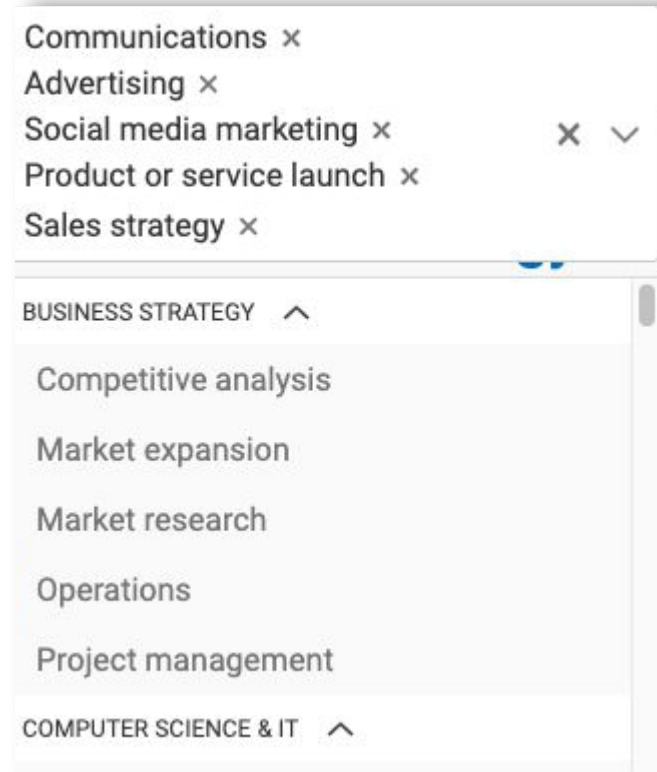 Communications ×
Advertising ×
Social media marketing ×
Product or service launch ×
Sales strategy ×
BUSINESS STRATEGY
Competitive analysis
Market expansion
Market research
Operations
Project management
COMPUTER SCIENCE & IT